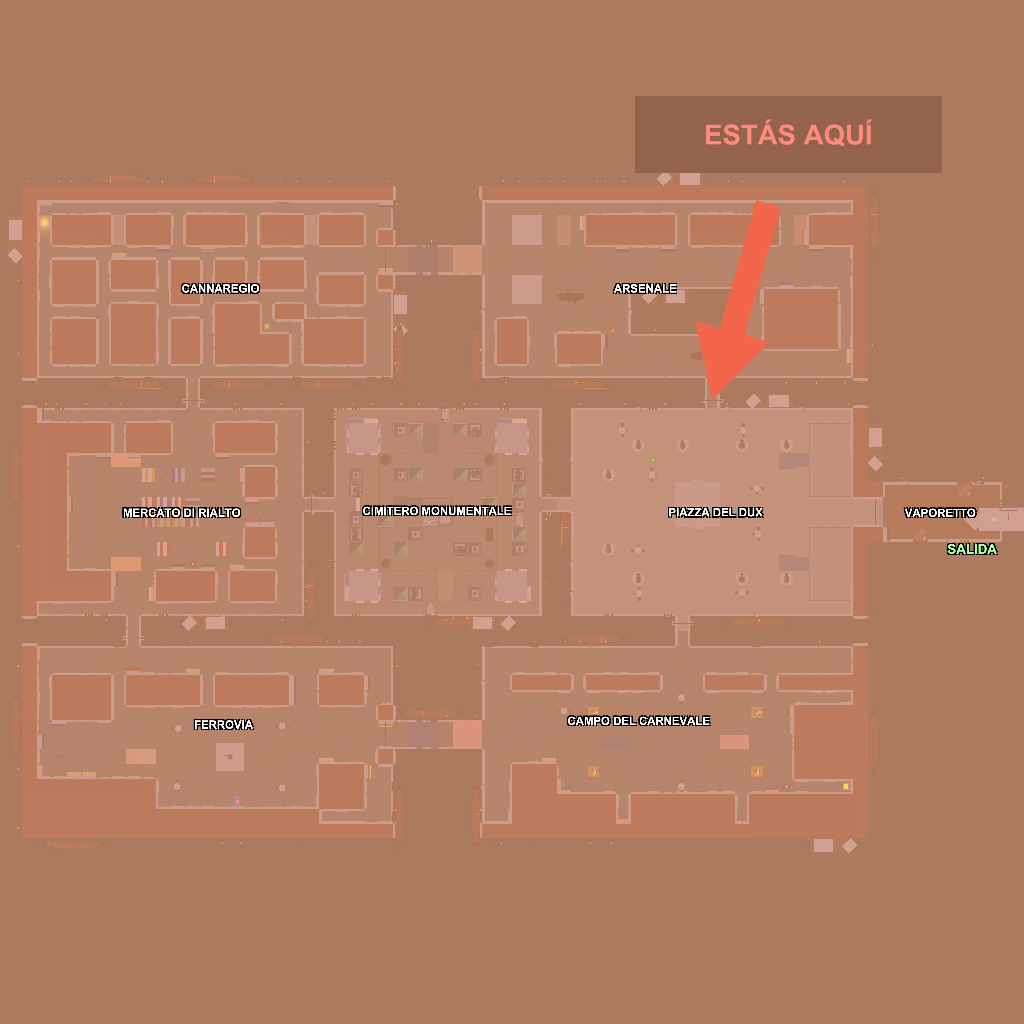 ESTÁS AQUÍ
CANNAREGIO
ARSENALE
MERCATO DI RIALTO
CIMITERO MONUMENTALE
PIAZZA DEL DUX
VAPORETTO
SALIDA
FERROVIA
CAMPO DEL CARNEVALE